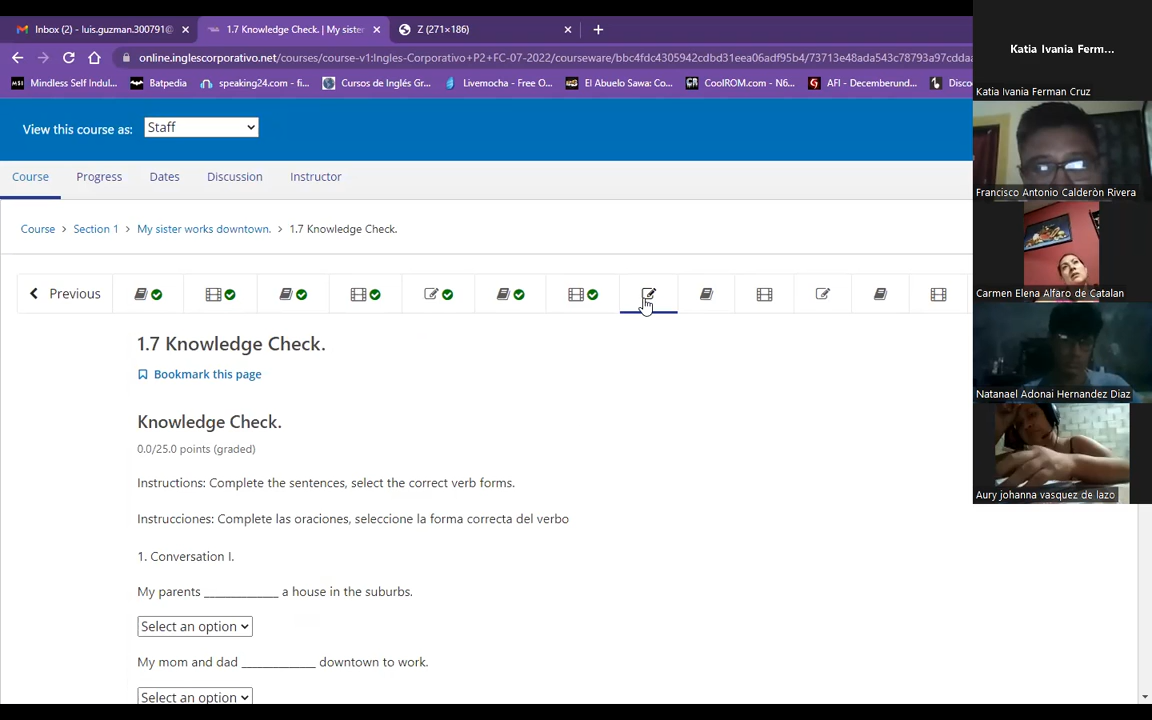 Inbox (2) - luis.guzman.300791@
1.7 Knowledge Check. | My siste
Z (271×186)
online.inglescorporativo.net/courses/course-v1:Ingles-Corporativo+P2+FC-07-2022/courseware/bbc4fdc4305942cdbd31eea06adf95b4/73713e48ada543c78793a97cddaa
Mindless Self Indul...
Batpedia
speaking24.com - fi...
Cursos de Inglés Gr...
Livemocha - Free O...
El Abuelo Sawa: Co...
CoolROM.com - N6...
AFI - Decemberund...
Disco
View this course as:
Staff
Course
Progress
Dates
Discussion
Instructor
Course > Section 1 > My sister works downtown. > 1.7 Knowledge Check.
Previous
1.7 Knowledge Check.
Bookmark this page
Knowledge Check.
0.0/25.0 points (graded)
Instructions: Complete the sentences, select the correct verb forms.
Instrucciones: Complete las oraciones, seleccione la forma correcta del verbo
1. Conversation I.
My parents _____________ a house in the suburbs.
Select an option
My mom and dad _____________ downtown to work.
Select an option
Katia Ivania Ferm...
Katia Ivania Ferman Cruz
Francisco Antonio Calderòn Rivera
Carmen Elena Alfaro de Catalan
Natanael Adonai Hernandez Diaz
Aury johanna vasquez de lazo